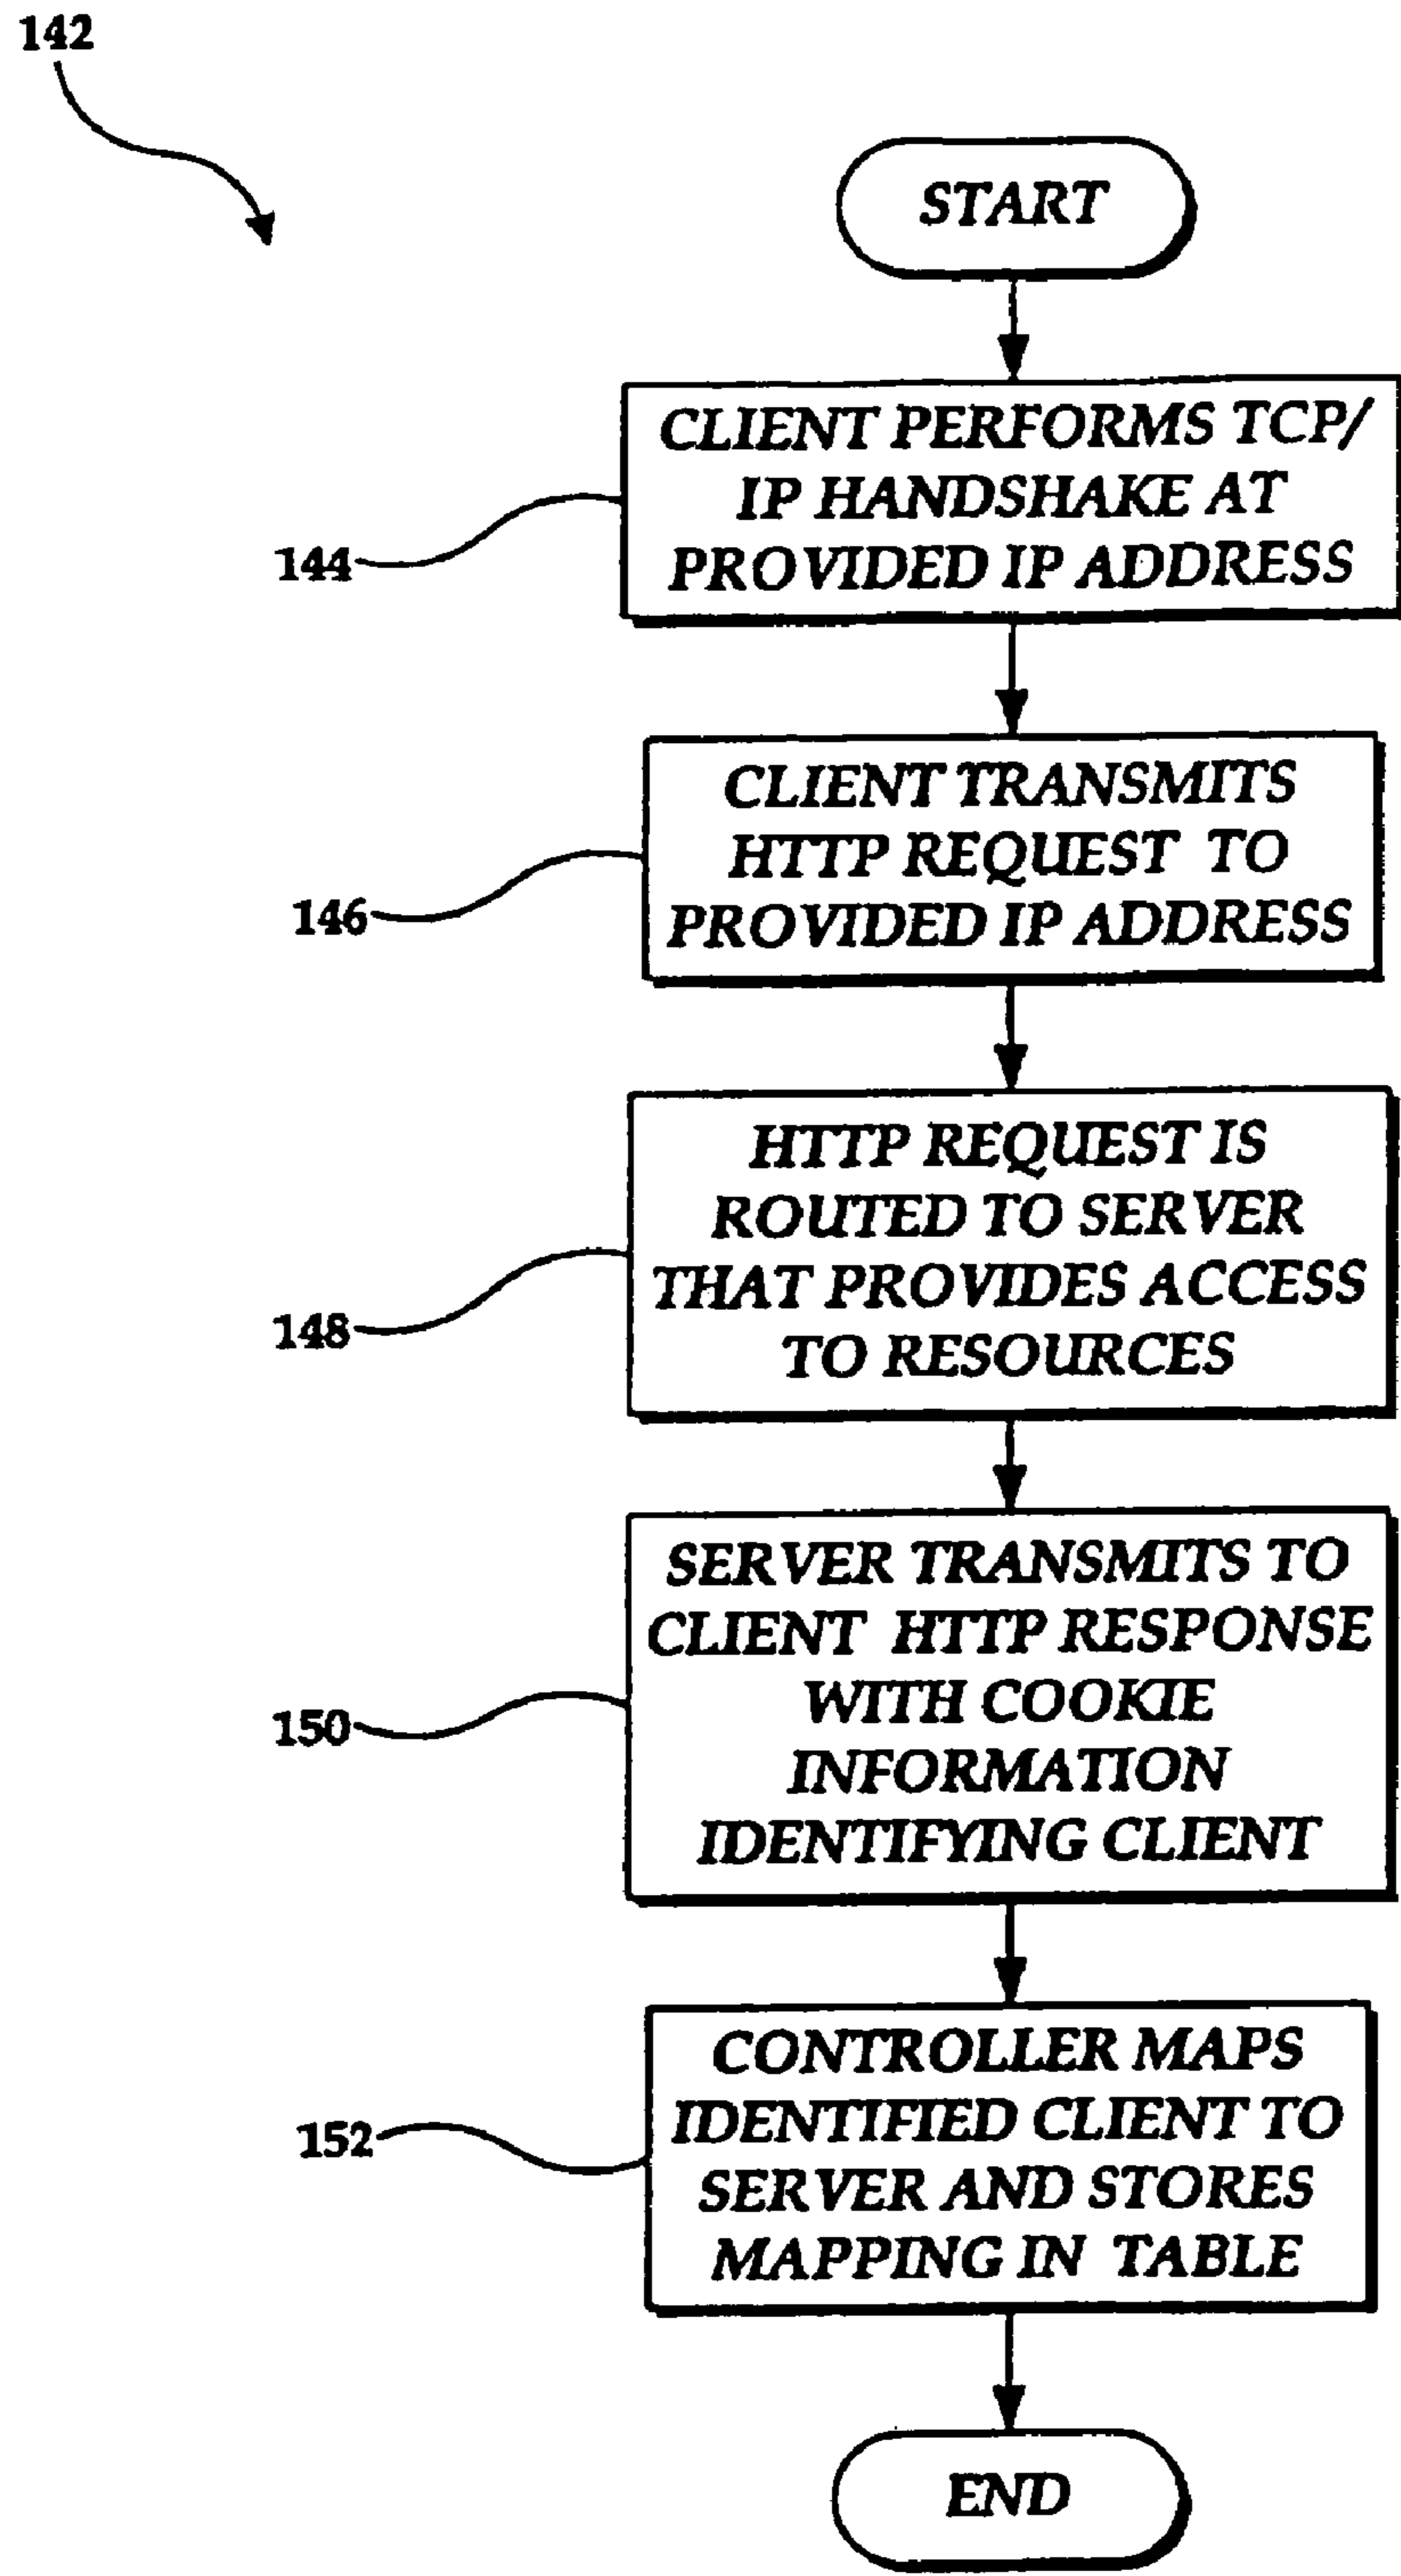 142
START
CLIENT PERFORMS TCP/
IP HANDSHAKE AT
PROVIDED IP ADDRESS
144
CLIENT TRANSMITS
HTTP REQUEST TO
PROVIDED IP ADDRESS
146
HTTP REQUEST IS
ROUTED TO SERVER
THAT PROVIDES ACCESS
TO RESOURCES
148
SERVER TRANSMITS TO
CLIENT HTTP RESPONSE
WITH COOKIE
INFORMATION
IDENTIFYING CLIENT
150
CONTROLLER MAPS
IDENTIFIED CLIENT TO
SERVER AND STORES
MAPPING IN TABLE
152
END